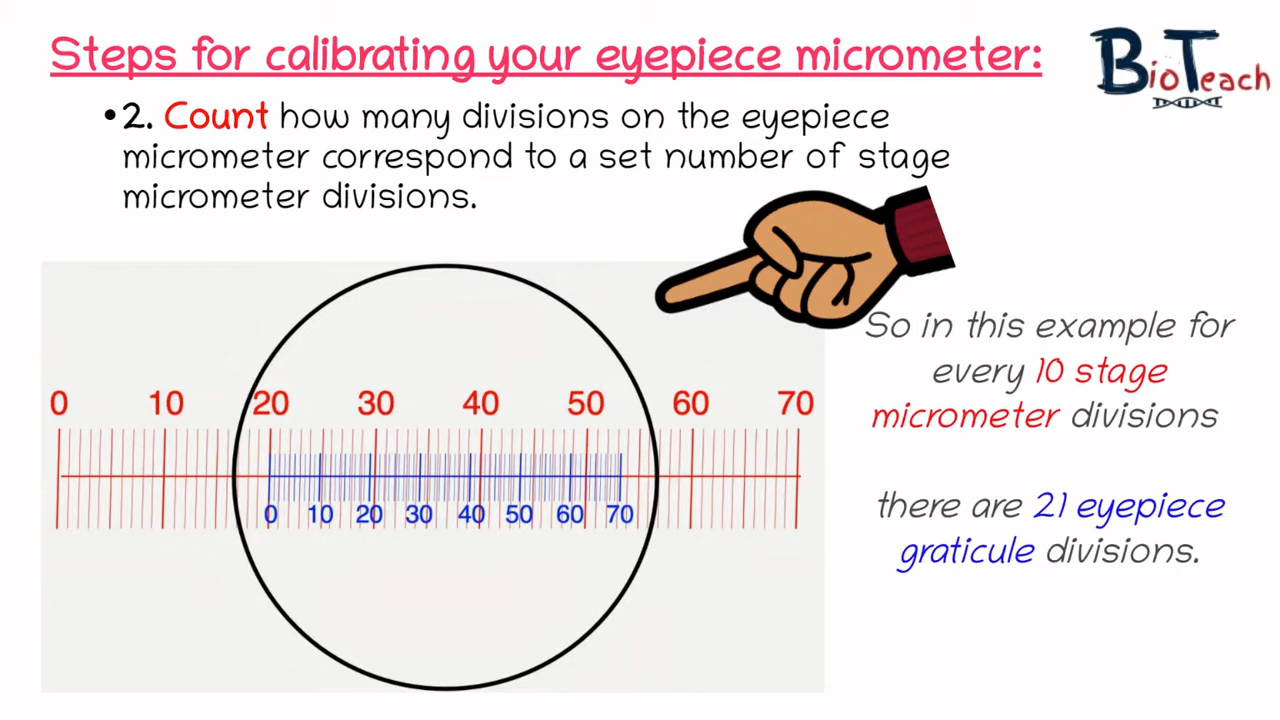 Steps for calibrating your eyepiece micrometer:
BioTeach
•2. Count how many divisions on the eyepiece
micrometer correspond to a set number of stage
micrometer divisions.
So in this example for
every 10 stage
micrometer divisions
there are 21 eyepiece
graticule divisions.
0 10 20 30 40 50 60 70
0 10 20 30 40 50 60 70